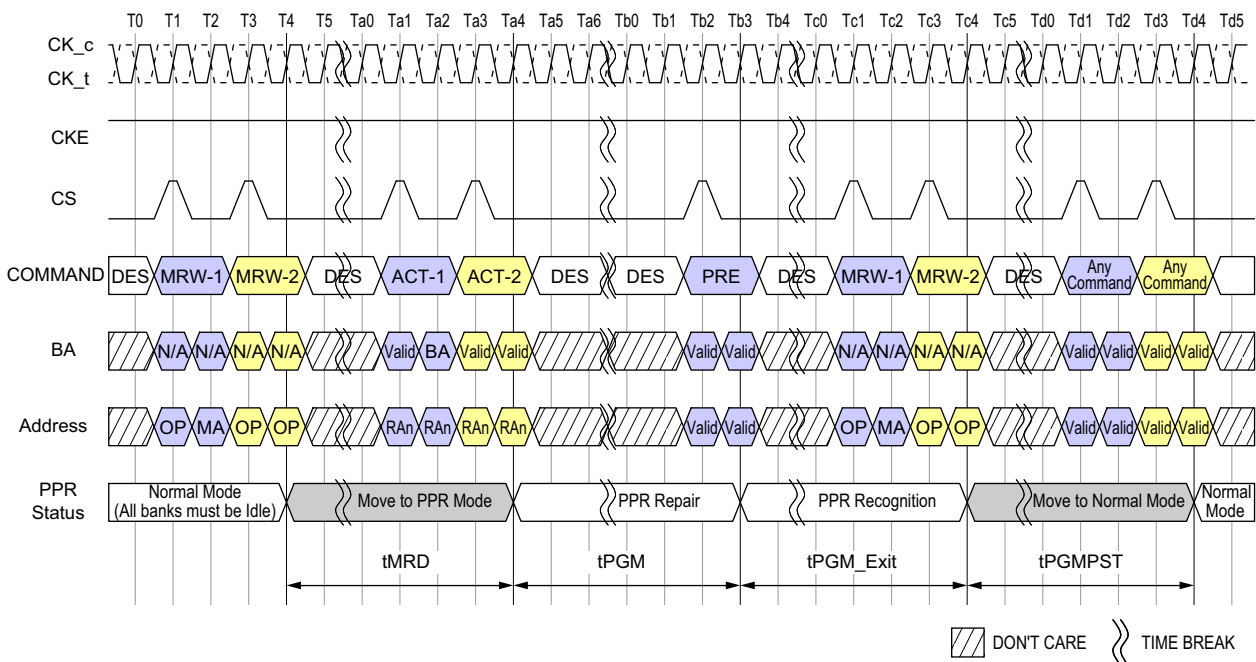 T0 T1 T2 T3 T4 T5 Ta0 Ta1 Ta2 Ta3 Ta4 Ta5 Ta6 Tb0 Tb1 Tb2 Tb3 Tb4 Tc0 Tc1 Tc2 Tc3 Tc4 Tc5 Td0 Td1 Td2 Td3 Td4 Td5
CK_c
CK_t
CKE
CS
COMMAND DES MRW-1 MRW-2 DES ACT-1 ACT-2 DES DES PRE DES MRW-1 MRW-2 DES Any Command Any Command
BA N/A N/A N/A N/A Valid BA Valid Valid Valid Valid N/A N/A N/A N/A Valid Valid Valid Valid
Address OP MA OP OP RAn RAn RAn RAn Valid Valid OP MA OP OP Valid Valid Valid Valid
PPR Status Normal Mode (All banks must be Idle) Move to PPR Mode PPR Repair PPR Recognition Move to Normal Mode Normal Mode
tMRD tPGM tPGM_Exit tPGMPST
DON'T CARE TIME BREAK